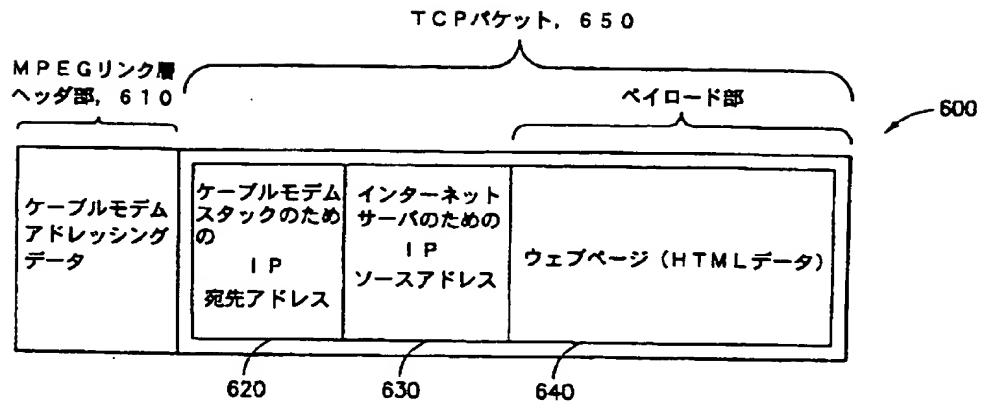 TCPパケット, 650
MPEGリンク層
ヘッダ部, 610
ペイロード部
600
ケーブルモデム
アドレッシング
データ
ケーブルモデム
スタックのため
の
IP
宛先アドレス
インターネット
サーバのための
IP
ソースアドレス
ウェブページ(HTMLデータ)
620
630
640